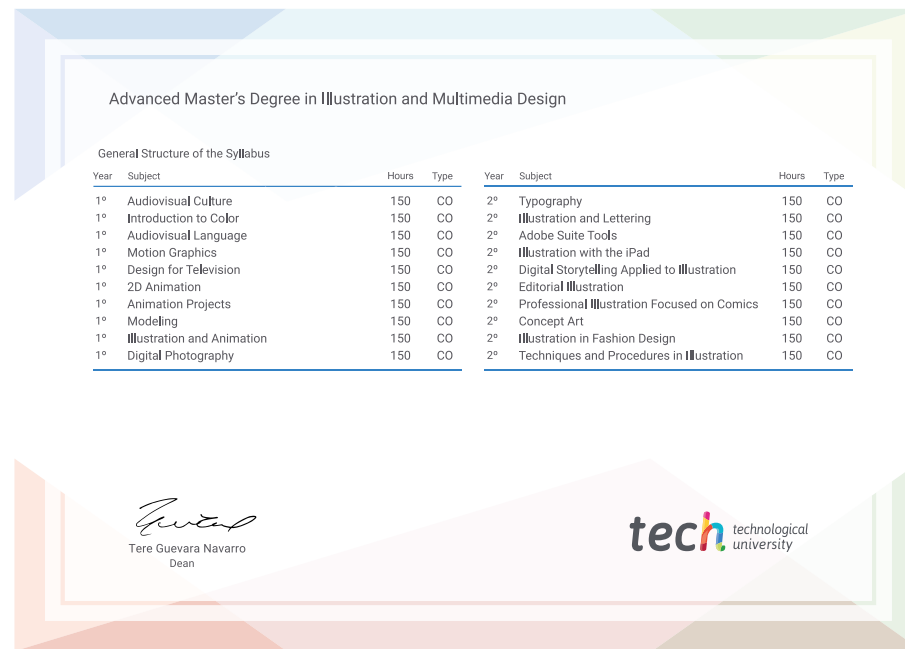 Advanced Master's Degree in Illustration and Multimedia Design
General Structure of the Syllabus
Year Subject Hours Type
1º Audiovisual Culture 150 CO
1º Introduction to Color 150 CO
1º Audiovisual Language 150 CO
1º Motion Graphics 150 CO
1º Design for Television 150 CO
1º 2D Animation 150 CO
1º Animation Projects 150 CO
1º Modeling 150 CO
1º Illustration and Animation 150 CO
1º Digital Photography 150 CO
Year Subject Hours Type
2º Typography 150 CO
2º Illustration and Lettering 150 CO
2º Adobe Suite Tools 150 CO
2º Illustration with the iPad 150 CO
2º Digital Storytelling Applied to Illustration 150 CO
2º Editorial Illustration 150 CO
2º Professional Illustration Focused on Comics 150 CO
2º Concept Art 150 CO
2º Illustration in Fashion Design 150 CO
2º Techniques and Procedures in Illustration 150 CO
Tere Guevara Navarro
Dean
tech technological
university